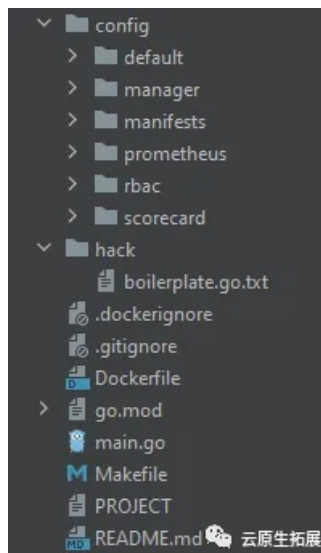 config
default
manager
manifests
prometheus
rbac
scorecard
hack
boilerplate.go.txt
.dockerignore
.gitignore
Dockerfile
go.mod
main.go
Makefile
PROJECT
README.md 云原生拓展